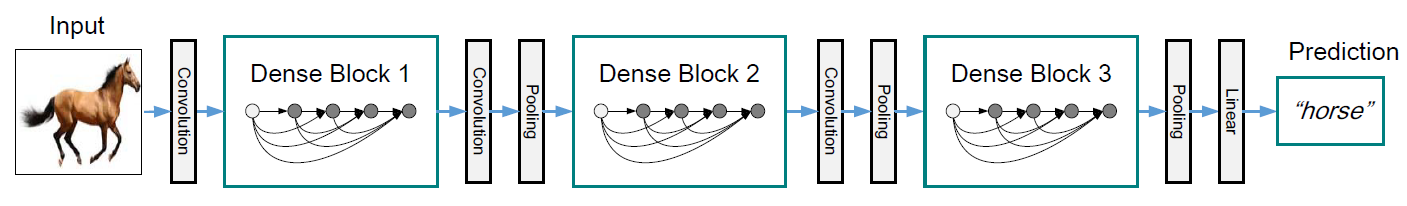 Input
Convolution
Dense Block 1
Convolution
Pooling
Dense Block 2
Convolution
Pooling
Dense Block 3
Pooling
Linear
Prediction
“horse”